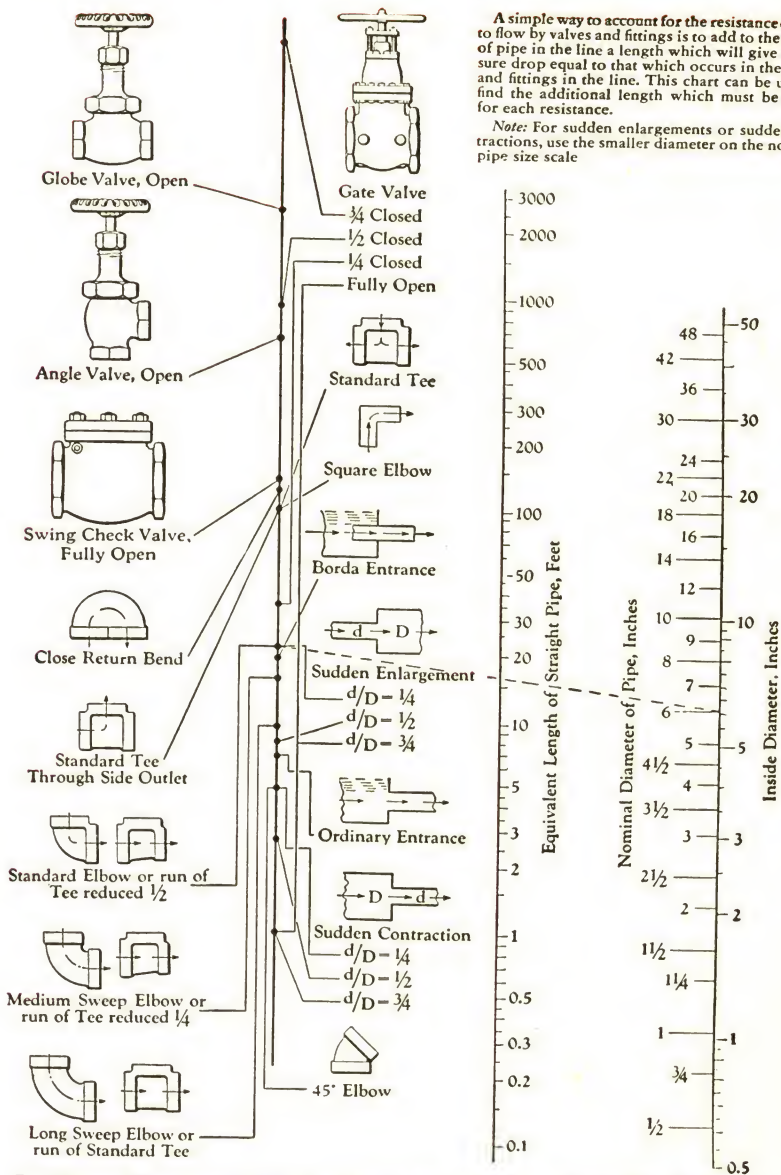 A simple way to account for the resistance
to flow by valves and fittings is to add to the
of pipe in the line a length which will give
sure drop equal to that which occurs in the
and fittings in the line. This chart can be
find the additional length which must be
for each resistance.
Note: For sudden enlargements or
tractions, use the smaller diameter on the
pipe size scale
Globe Valve, Open
Angle Valve, Open
Swing Check Valve,
Fully Open
Close Return Bend
Standard Tee
Through Side Outlet
Standard Elbow or run of
Tee reduced ½
Medium Sweep Elbow or
run of Tee reduced ¼
Long Sweep Elbow or
run of Standard Tee
Gate Valve
¾ Closed
½ Closed
¼ Closed
Fully Open
Standard Tee
Square Elbow
Borda Entrance
d
D
Sudden Enlargement
d/D = ¼
d/D = ½
d/D = ¾
Ordinary Entrance
D
d
Sudden Contraction
d/D = ¼
d/D = ½
d/D = ¾
45° Elbow
3000
2000
1000
500
300
200
100
50
30
20
10
5
3
2
1
0.5
0.3
0.2
0.1
Equivalent Length of Straight Pipe, Feet
Nominal Diameter of Pipe, Inches
48
42
36
30
24
22
20
18
16
14
12
10
9
8
7
6
5
4½
4
3½
3
2½
2
1½
1¼
1
¾
½
50
30
20
10
5
3
2
1
0.5
Inside Diameter, Inches